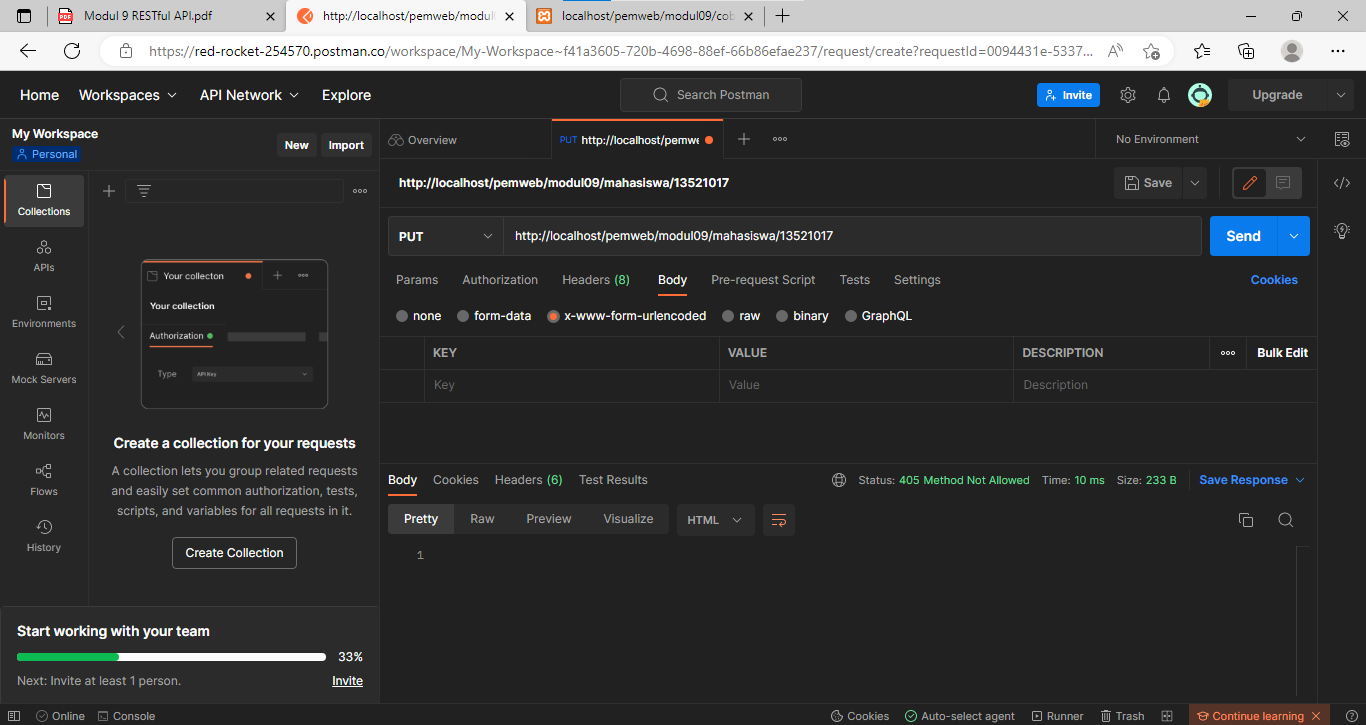 Modul 9 RESTful API.pdf
http://localhost/pemweb/modul
localhost/pemweb/modul09/cob
https://red-rocket-254570.postman.co/workspace/My-Workspace~f41a3605-720b-4698-88ef-66b86efae237/request/create?requestId=0094431e-5337...
Home Workspaces API Network Explore
Search Postman
Invite
Upgrade
My Workspace
Personal
New Import
Overview
PUT http://localhost/pemwe
No Environment
http://localhost/pemweb/modul09/mahasiswa/13521017
Save
PUT
http://localhost/pemweb/modul09/mahasiswa/13521017
Send
Params Authorization Headers (8) Body Pre-request Script Tests Settings
Cookies
none form-data x-www-form-urlencoded raw binary GraphQL
KEY VALUE DESCRIPTION Bulk Edit
Key Value Description
Collections
APIs
Environments
Mock Servers
Monitors
Flows
History
Your collecton
Your collection
Authorization
Type API Key
Create a collection for your requests
A collection lets you group related requests
and easily set common authorization, tests,
scripts, and variables for all requests in it.
Create Collection
Body Cookies Headers (6) Test Results
Status: 405 Method Not Allowed Time: 10 ms Size: 233 B
Save Response
Pretty Raw Preview Visualize HTML
1
Start working with your team
33%
Next: Invite at least 1 person.
Invite
Online Console
Cookies Auto-select agent Runner Trash Continue learning